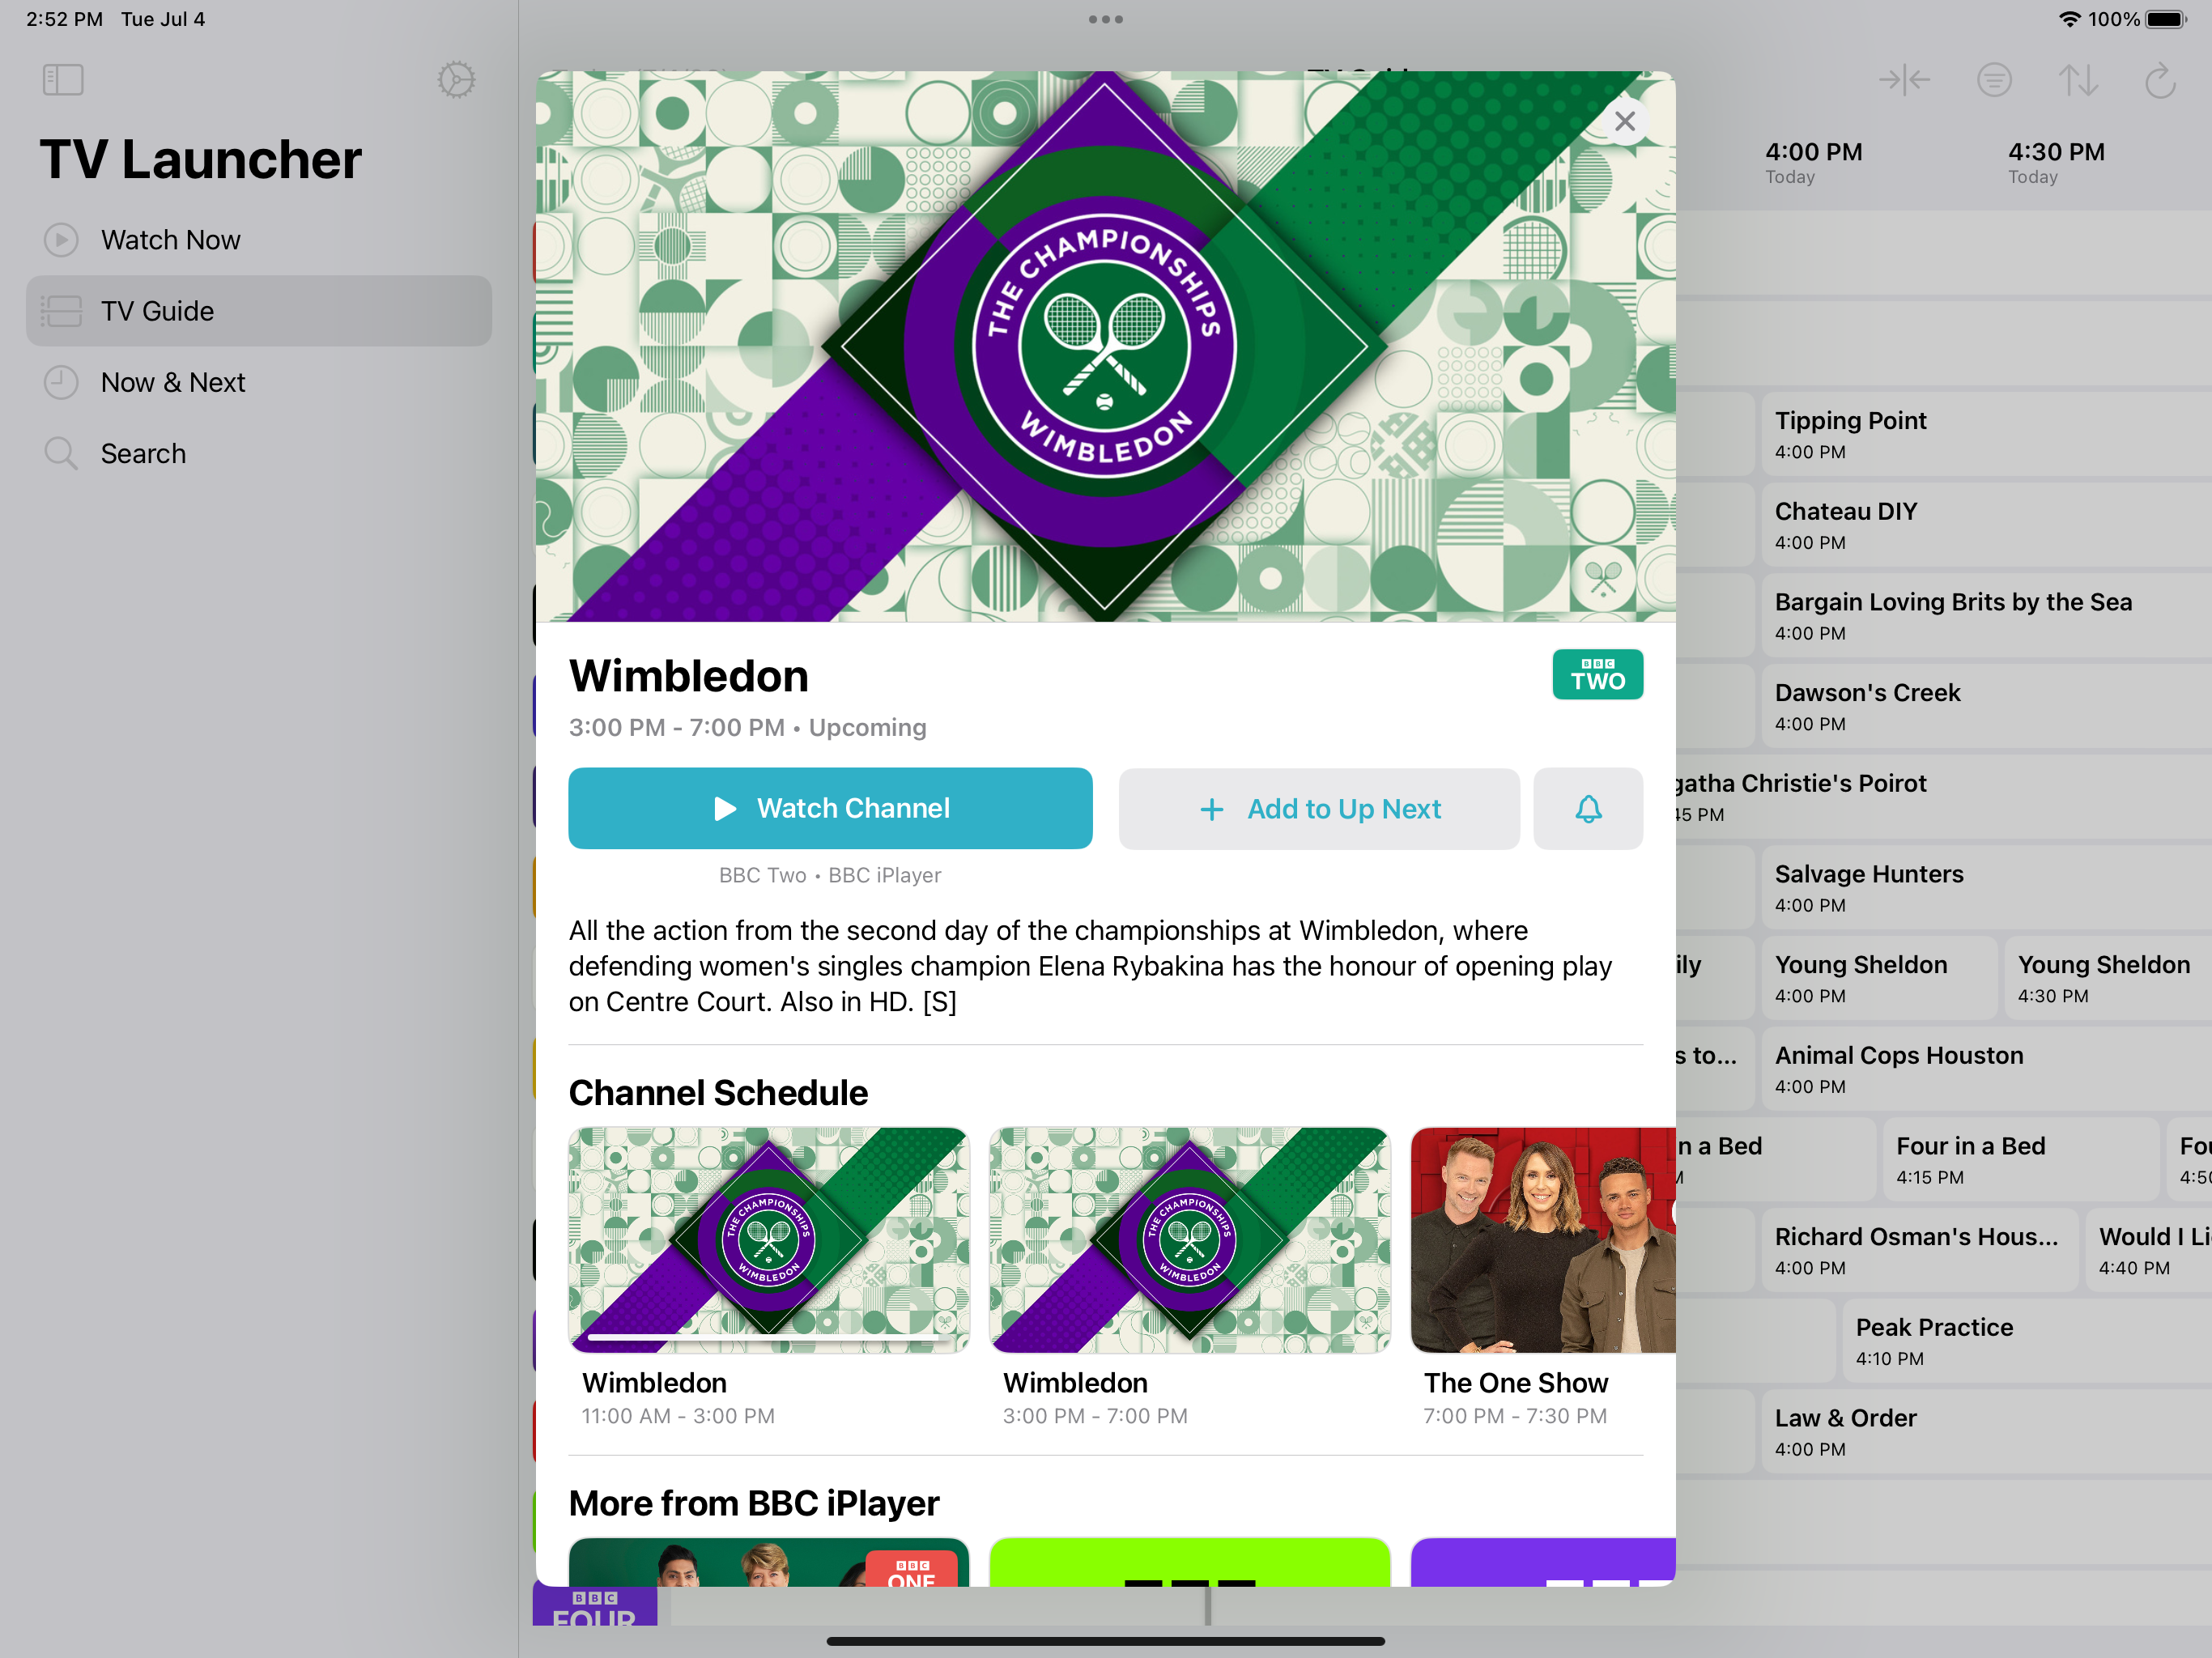 2:52 PM Tue Jul 4
100%
TV Launcher
Watch Now
TV Guide
Now & Next
Search
4:00 PM
Today
4:30 PM
Today
THE CHAMPIONSHIPS
WIMBLEDON
Wimbledon
BBC
TWO
3:00 PM - 7:00 PM • Upcoming
Watch Channel
Add to Up Next
BBC Two • BBC iPlayer
All the action from the second day of the championships at Wimbledon, where
defending women's singles champion Elena Rybakina has the honour of opening play
on Centre Court. Also in HD. [S]
Channel Schedule
THE CHAMPIONSHIPS
WIMBLEDON
THE CHAMPIONSHIPS
WIMBLEDON
Wimbledon
11:00 AM - 3:00 PM
Wimbledon
3:00 PM - 7:00 PM
The One Show
7:00 PM - 7:30 PM
More from BBC iPlayer
BBC
ONE
BBC
FOUR
Tipping Point
4:00 PM
Chateau DIY
4:00 PM
Bargain Loving Brits by the Sea
4:00 PM
Dawson's Creek
4:00 PM
gatha Christie's Poirot
45 PM
Salvage Hunters
4:00 PM
ily
Young Sheldon
4:00 PM
Young Sheldon
4:30 PM
s to...
Animal Cops Houston
4:00 PM
n a Bed
Four in a Bed
4:15 PM
Fou
4:50
Richard Osman's Hous...
4:00 PM
Would I Li
4:40 PM
Peak Practice
4:10 PM
Law & Order
4:00 PM